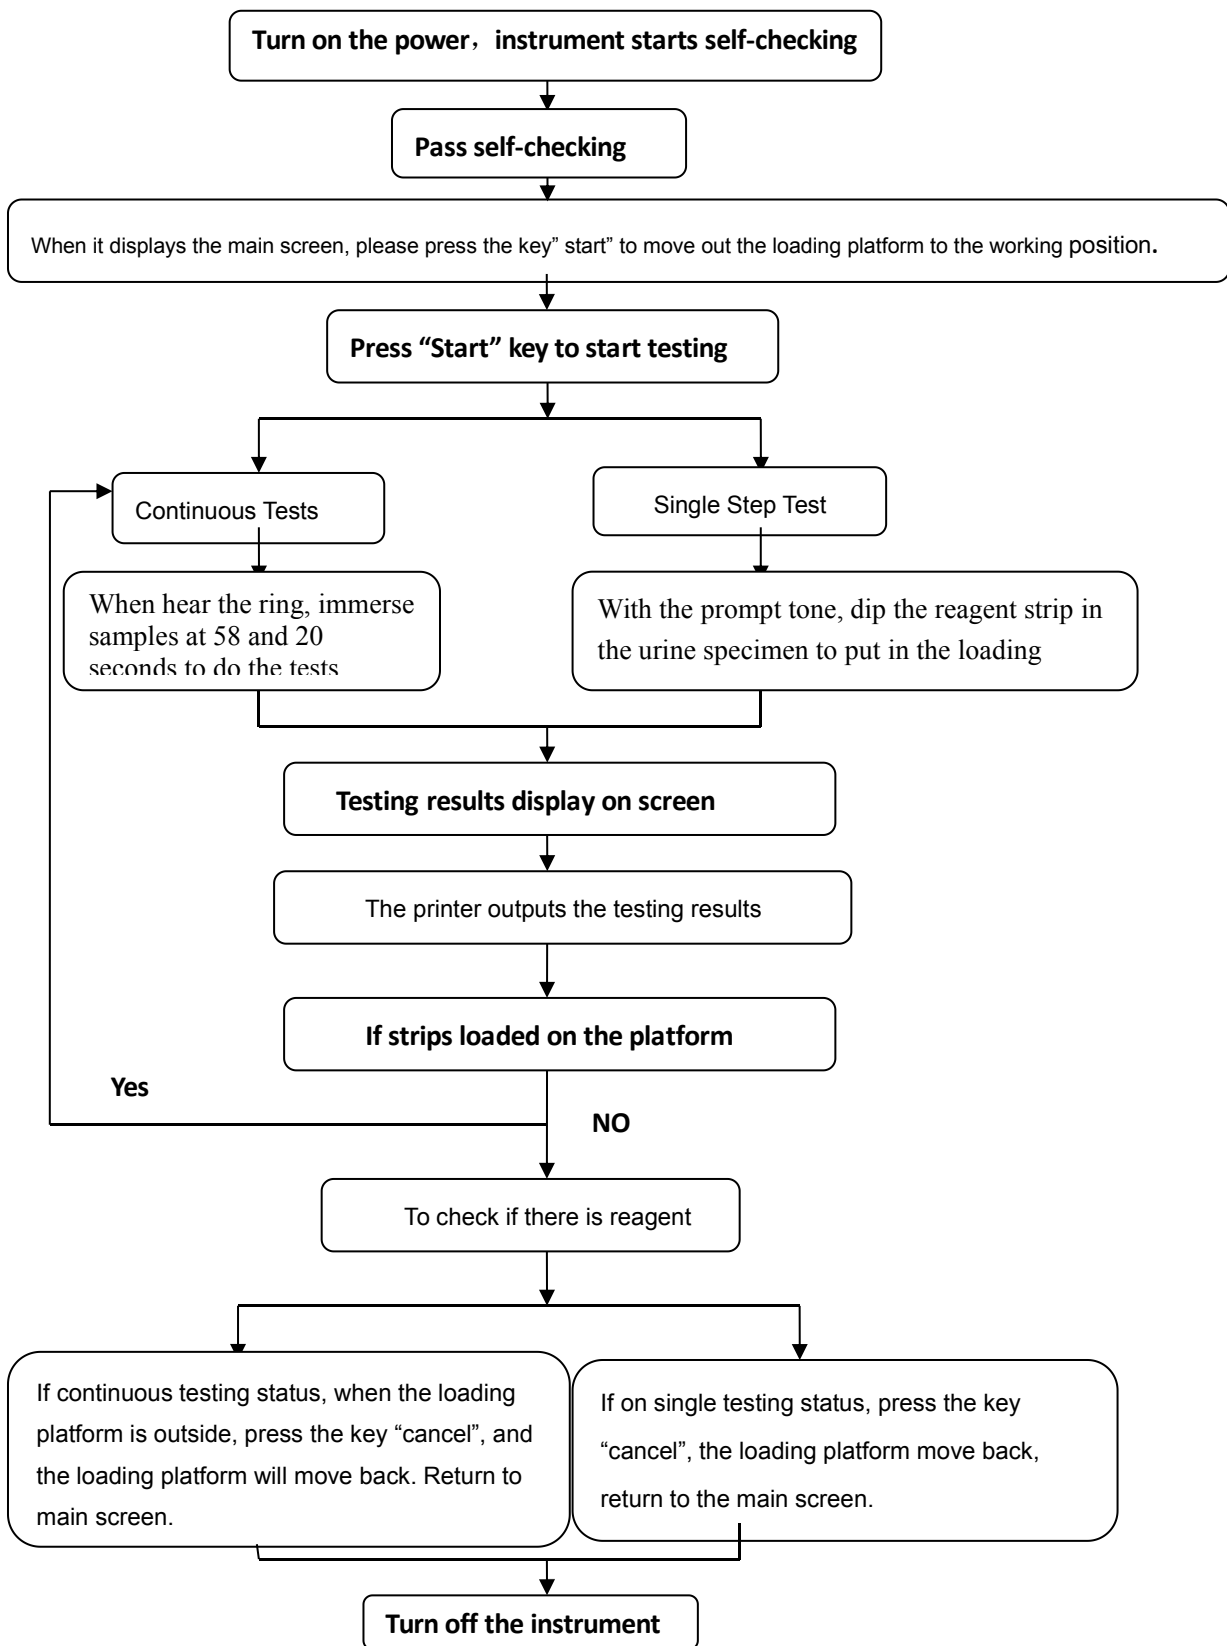 Turn on the power，instrument starts self-checking
Pass self-checking
When it displays the main screen, please press the key” start” to move out the loading platform to the working position.
Press “Start” key to start testing
Continuous Tests
Single Step Test
When hear the ring, immerse
samples at 58 and 20
seconds to do the tests
With the prompt tone, dip the reagent strip in
the urine specimen to put in the loading
Testing results display on screen
The printer outputs the testing results
If strips loaded on the platform
Yes
NO
To check if there is reagent
If continuous testing status, when the loading
platform is outside, press the key “cancel”, and
the loading platform will move back. Return to
main screen.
If on single testing status, press the key
“cancel”, the loading platform move back,
return to the main screen.
Turn off the instrument